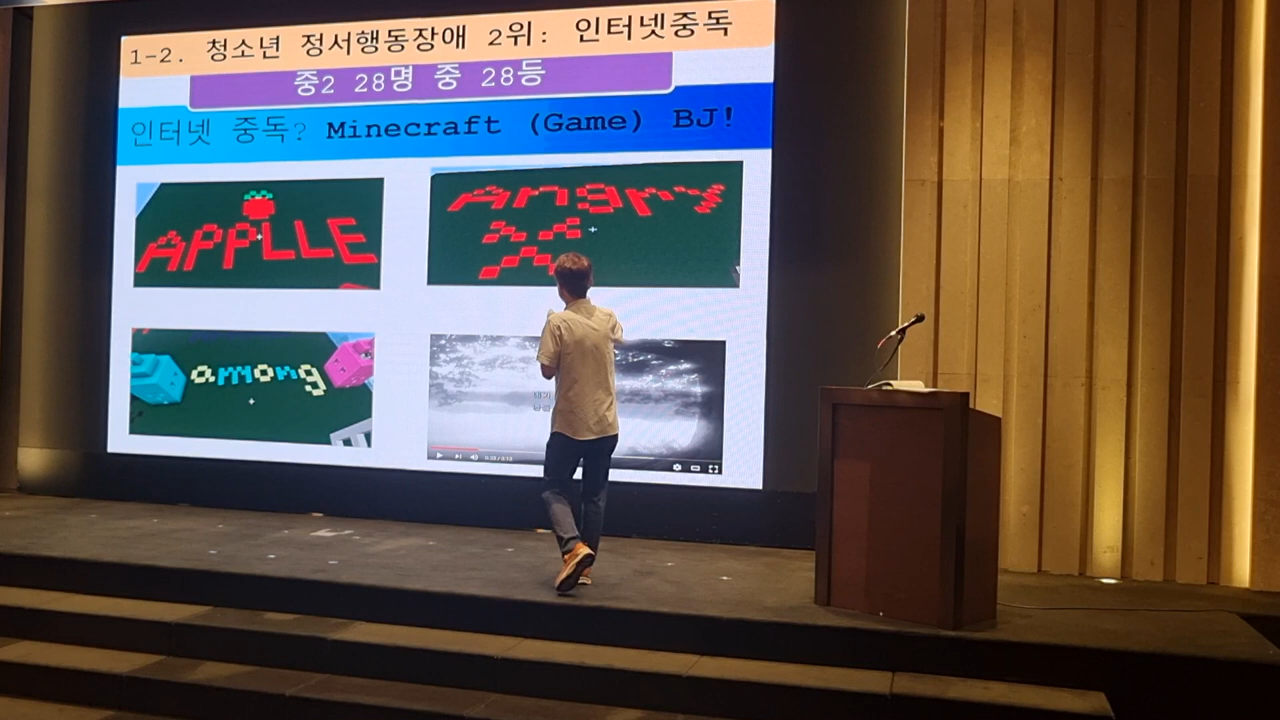 1-2. 청소년 정서행동장애 2위: 인터넷중독
중2 28명 중 28등
인터넷 중독? Minecraft (Game) BJ!
APPLLE
Angry
among